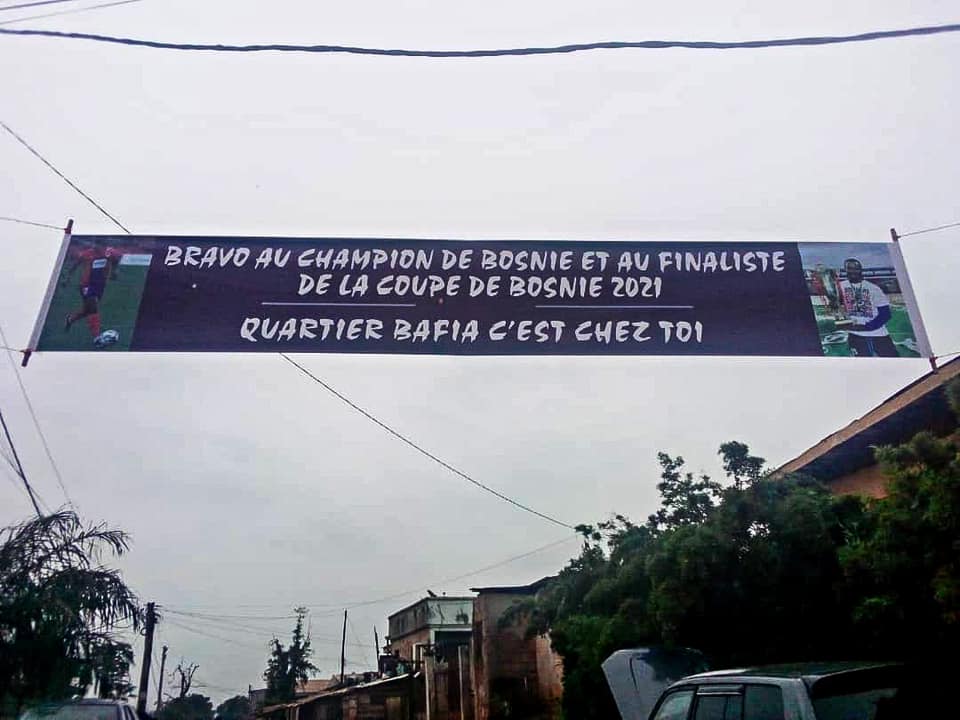 BRAVO AU CHAMPION DE BOSNIE ET AU FINALISTE
DE LA COUPE DE BOSNIE 2021
QUARTIER BAFIA C'EST CHEZ TOI